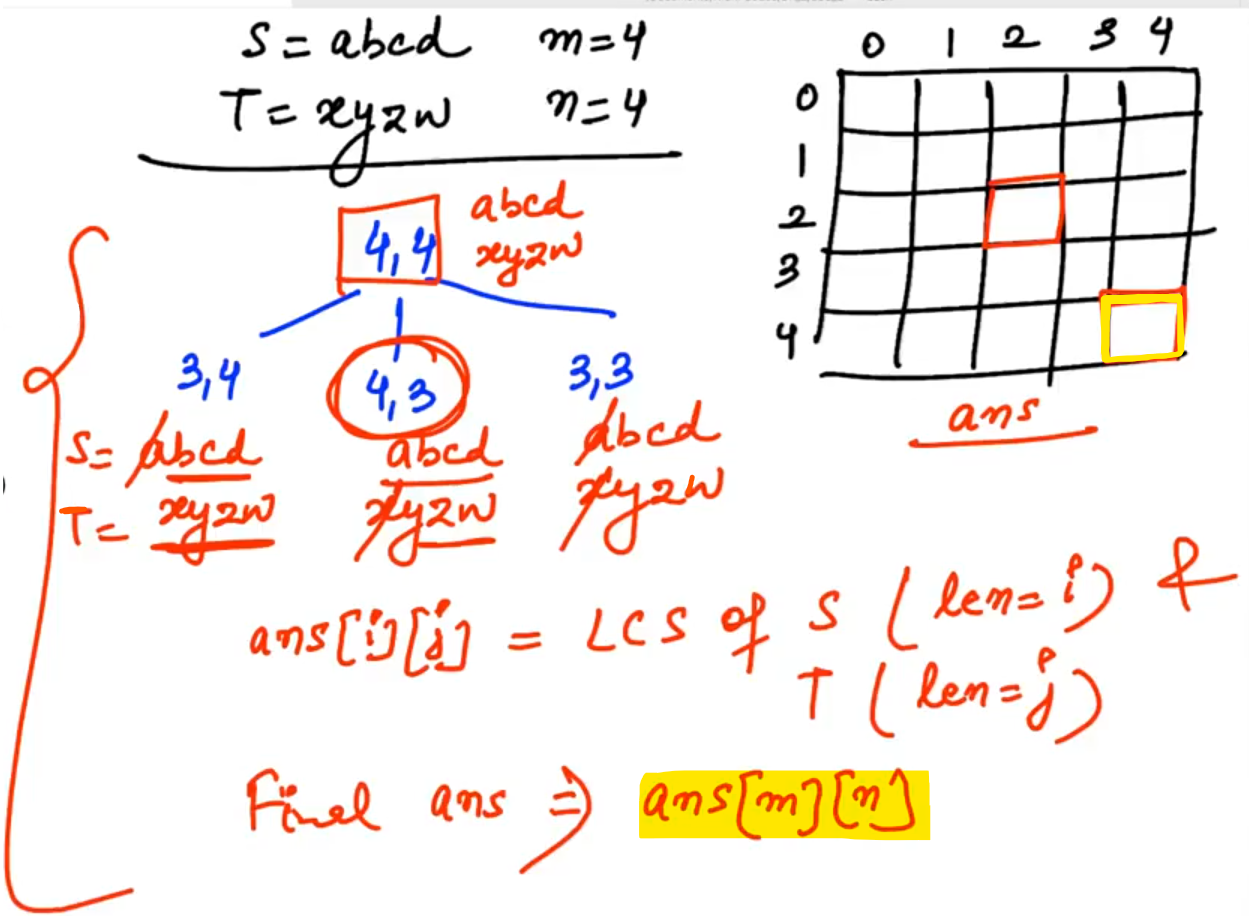 S = abcd m=4
T = xyzw n=4
0 1 2 3 4
0
1
2
3
4
ans
4,4
abcd
xyzw
3,4 4,3 3,3
S= abcd abcd abcd
T= xyzw xyzw xyzw
ans[i][j] = LCS of S (len=i) &
T (len=j)
Final ans ⇒ ans[m][n]